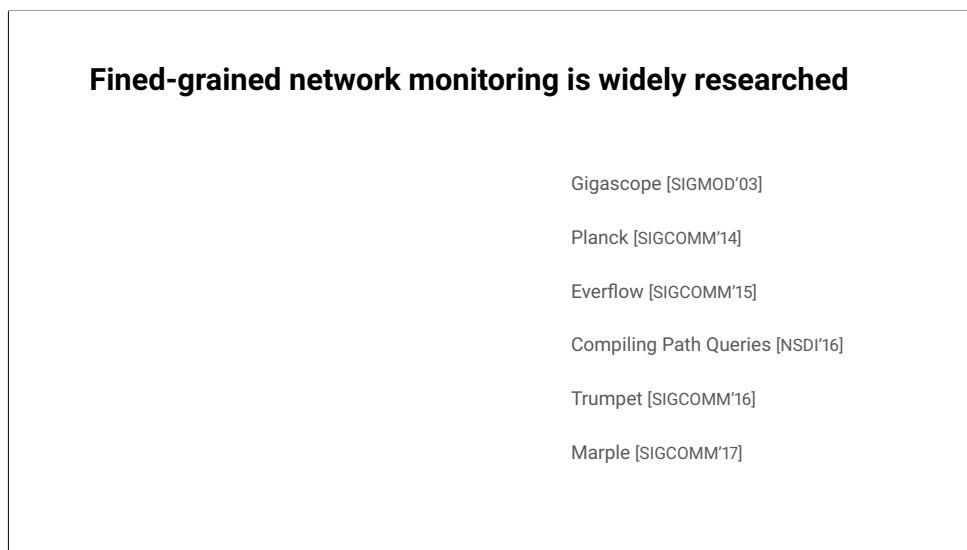 Fined-grained network monitoring is widely researched
Gigascope [SIGMOD’03]
Planck [SIGCOMM’14]
Everflow [SIGCOMM’15]
Compiling Path Queries [NSDI’16]
Trumpet [SIGCOMM’16]
Marple [SIGCOMM’17]